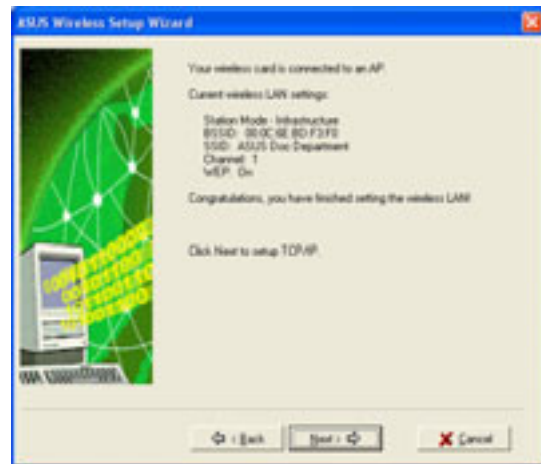 ASUS Wireless Setup Wizard
Your wireless card is connected to an AP.
Current wireless LAN settings:
Station Mode - Infrastructure
BSSID: 00:0C:6E:BD:F3:F0
SSID: ASUS Doc Department
Channel: 1
WEP: On
Congratulations, you have finished setting the wireless LAN!
Click Next to setup TCP/IP.
< Back
Next >
Cancel